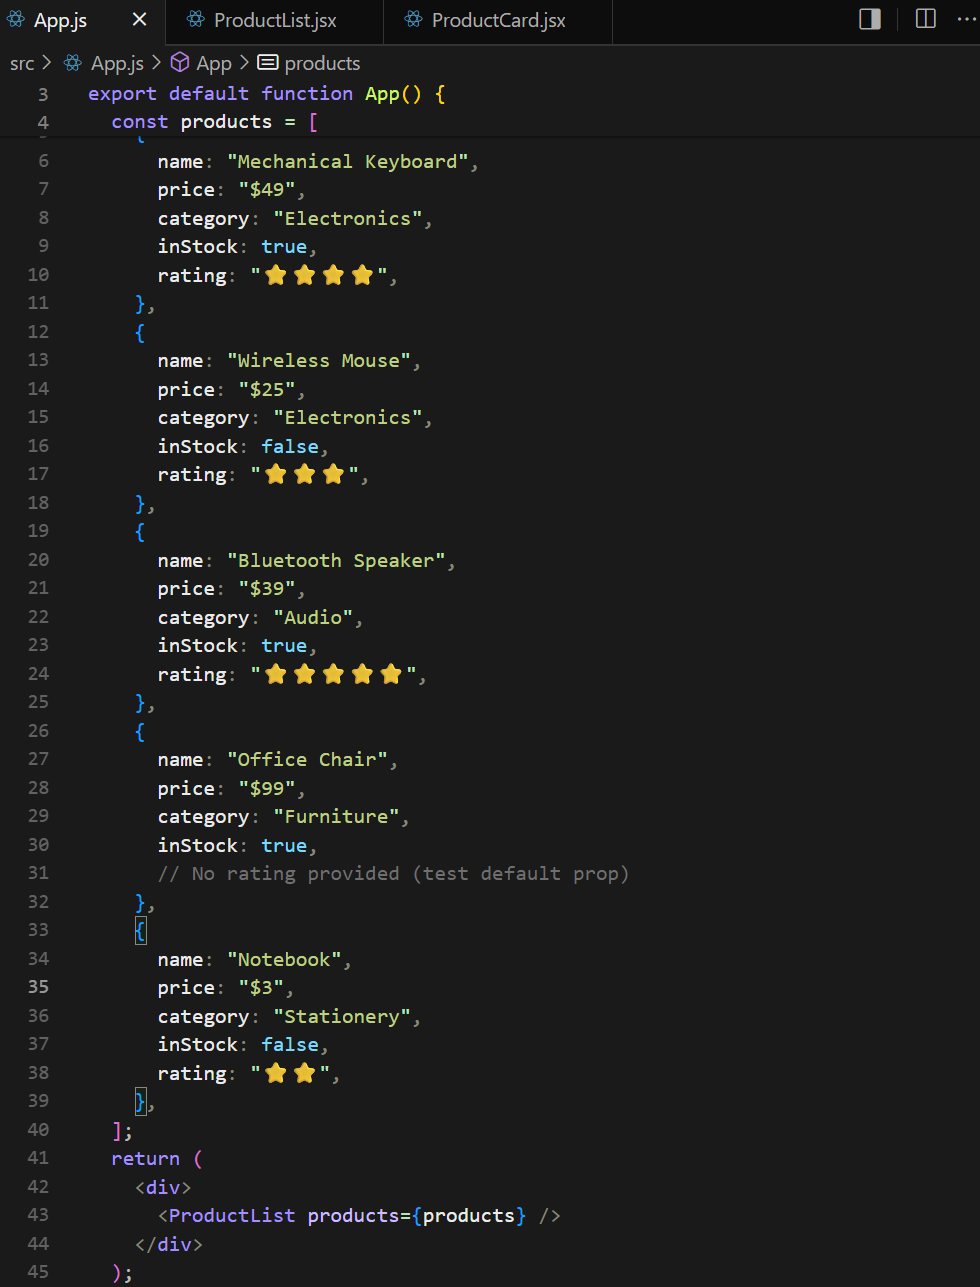 App.js × ProductList.jsx ProductCard.jsx ...
src > App.js > App > products
3 export default function App() {
4 const products = [
6 name: "Mechanical Keyboard",
7 price: "$49",
8 category: "Electronics",
9 inStock: true,
10 rating: "⭐⭐⭐⭐",
11 },
12 {
13 name: "Wireless Mouse",
14 price: "$25",
15 category: "Electronics",
16 inStock: false,
17 rating: "⭐⭐⭐",
18 },
19 {
20 name: "Bluetooth Speaker",
21 price: "$39",
22 category: "Audio",
23 inStock: true,
24 rating: "⭐⭐⭐⭐⭐",
25 },
26 {
27 name: "Office Chair",
28 price: "$99",
29 category: "Furniture",
30 inStock: true,
31 // No rating provided (test default prop)
32 },
33 {
34 name: "Notebook",
35 price: "$3",
36 category: "Stationery",
37 inStock: false,
38 rating: "⭐⭐",
39 },
40 ];
41 return (
42 <div>
43 <ProductList products={products} />
44 </div>
45 );